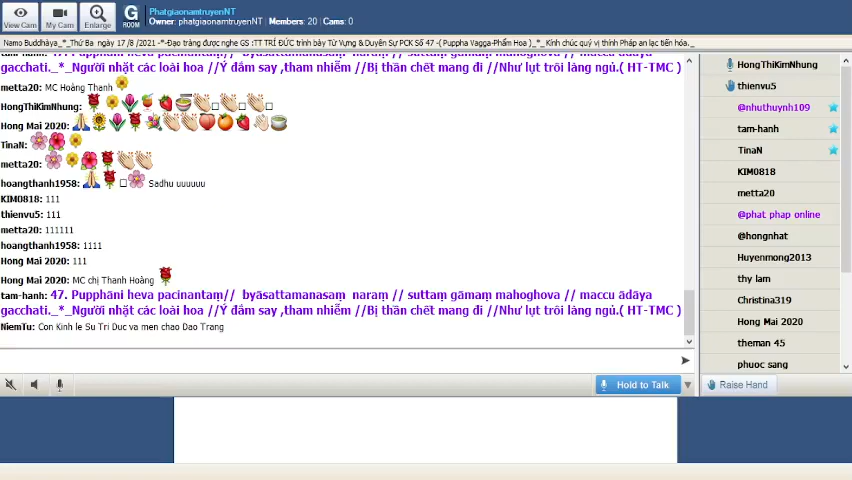 View Cam
My Cam
Enlarge
G
ROOM
PhatgiaonamtruyenNT
Owner: phatgiaonamtruyenNT | Members: 20 | Cams: 0
Namo Buddhàya_*_Thứ Ba ngày 17 /8 /2021 -*-Đạo tràng được nghe GS :TT TRÍ ĐỨC trình bày Từ Vựng & Duyên Sự PCK Số 47 -( Puppha Vagga-Phẩm Hoa )_*_ Kính chúc quý vị thính Pháp an lạc tiến hóa._
gacchati._*_Người nhặt các loài hoa //Ý đắm say ,tham nhiễm //Bị thần chết mang đi //Như lụt trôi làng ngủ.( HT-TMC )
metta20: MC Hoàng Thanh
HongThiKimNhung:
Hong Mai 2020:
TinaN:
metta20:
hoangthanh1958: Sadhu uuuuuu
KIM0818: 111
thienvu5: 111
metta20: 111111
hoangthanh1958: 1111
Hong Mai 2020: 111
Hong Mai 2020: MC chị Thanh Hoàng
tam-hanh: 47. Pupphāni heva pacinantaṃ// byāsattamanasaṃ naraṃ // suttaṃ gāmaṃ mahoghova // maccu ādāya
gacchati._*_Người nhặt các loài hoa //Ý đắm say ,tham nhiễm //Bị thần chết mang đi //Như lụt trôi làng ngủ.( HT-TMC )
NiemTu: Con Kinh le Su Tri Duc va men chao Dao Trang
Hold to Talk
HongThiKimNhung
thienvu5
@nhuthuynh109
tam-hanh
TinaN
KIM0818
metta20
@phat phap online
@hongnhat
Huyenmong2013
thy lam
Christina319
Hong Mai 2020
theman 45
phuoc sang
Raise Hand